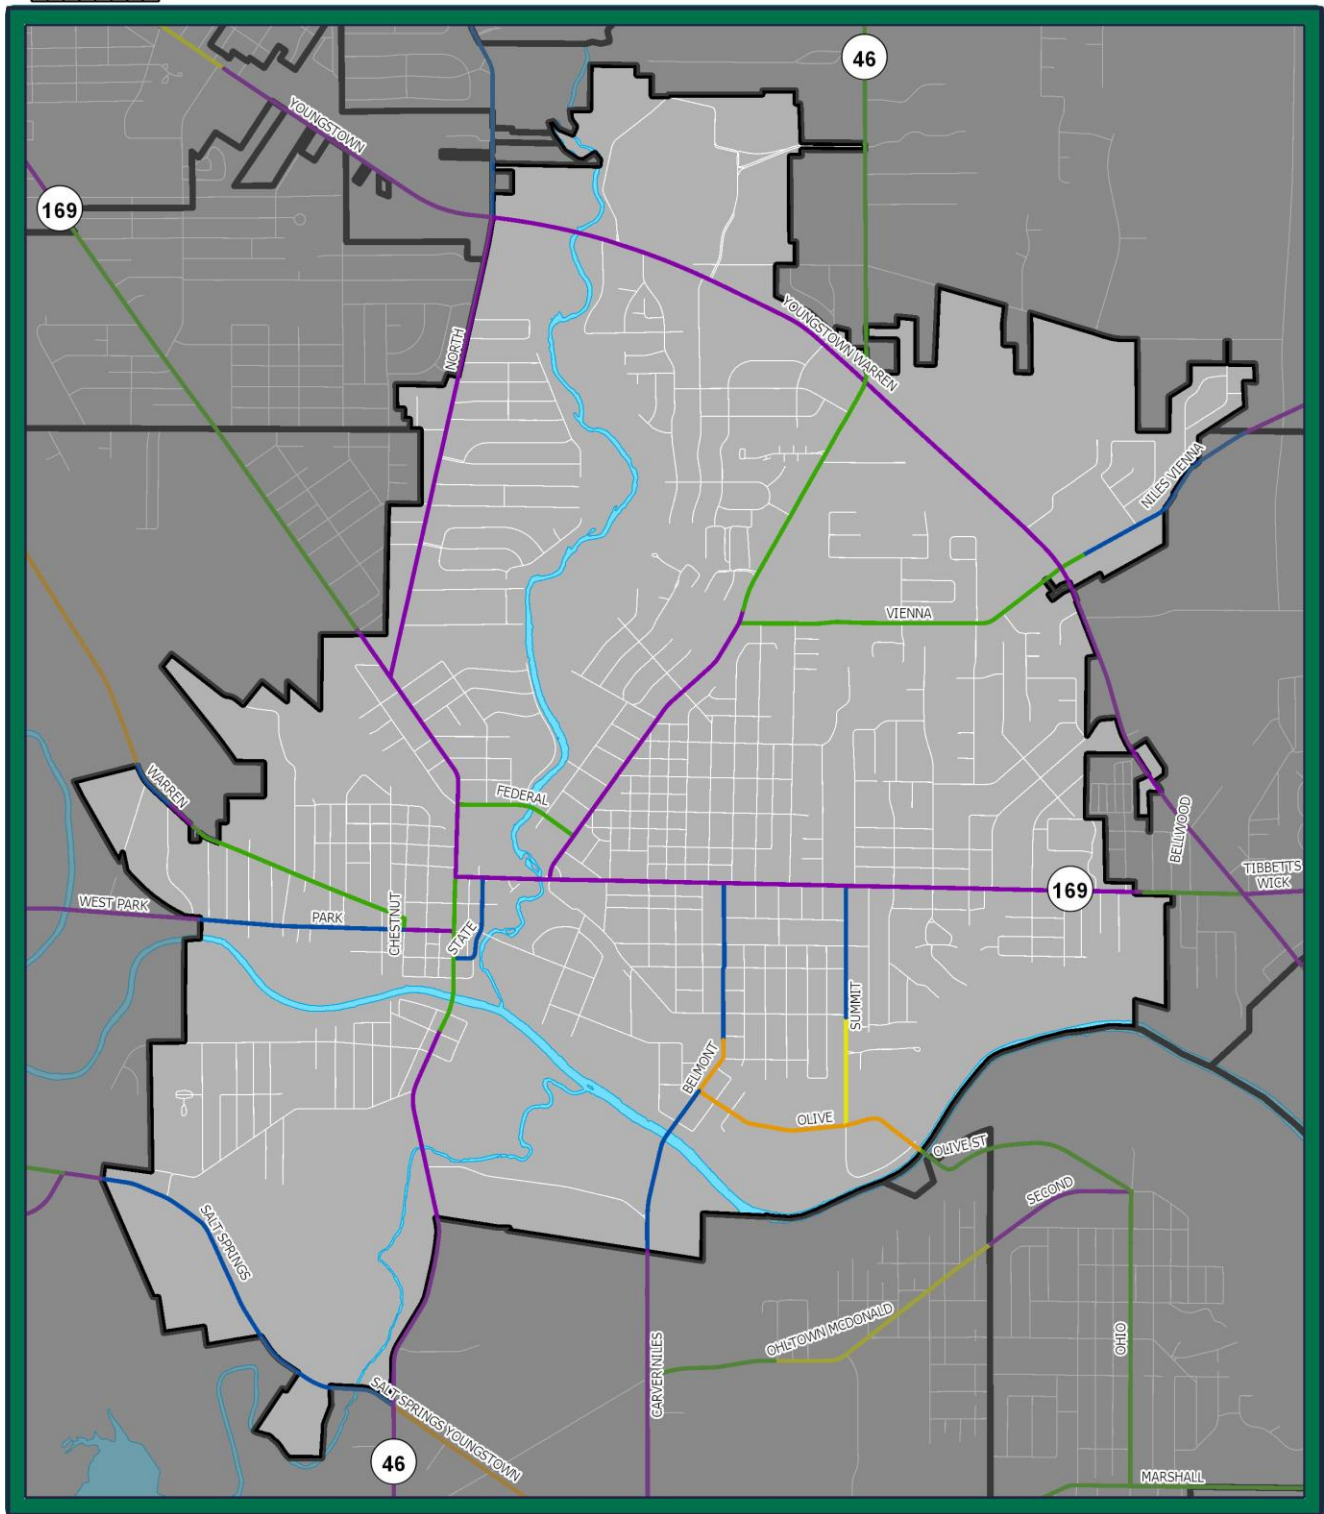 46
YOUNGSTOWN
169
NORTH
YOUNGSTOWN WARREN
NILES VIENNA
VIENNA
WARREN
FEDERAL
BELLWOOD
TIBBETTS
WICK
169
WEST PARK
PARK
CHESTNUT
STATE
SUMMIT
BELMONT
OLIVE
OLIVE ST
SECOND
SALT SPRINGS
OHLTOWN MCDONALD
OHIO
CARVER NILES
SALT SPRINGS YOUNGSTOWN
46
MARSHALL